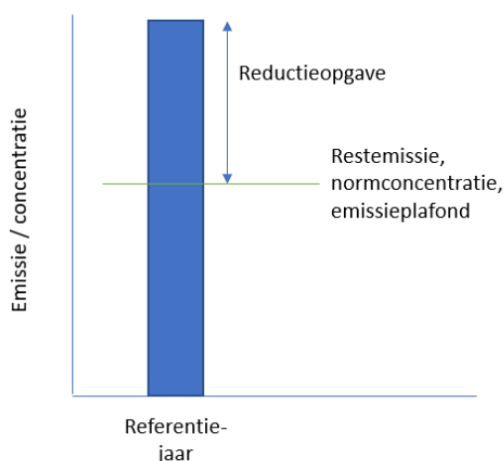 Emissie / concentratie
Reductieopgave
Restemissie,
normconcentratie,
emissieplafond
Referentie-
jaar